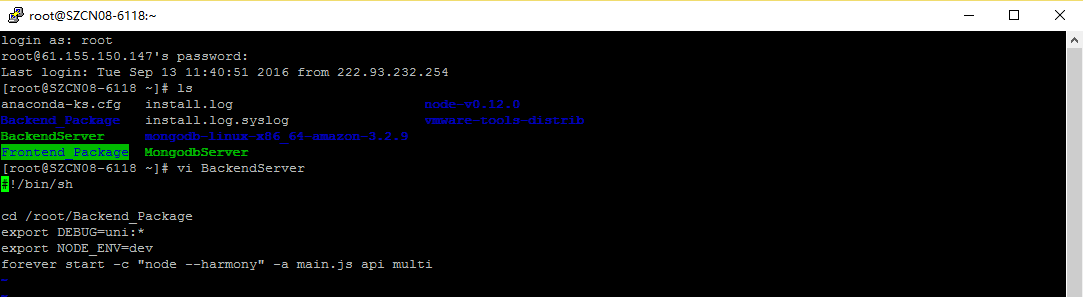 root@SZCN08-6118:~
login as: root
root@61.155.150.147's password:
Last login: Tue Sep 13 11:40:51 2016 from 222.93.232.254
[root@SZCN08-6118 ~]# ls
anaconda-ks.cfg install.log node-v0.12.0
Backend_Package install.log.syslog vmware-tools-distrib
BackendServer mongodb-linux-x86_64-amazon-3.2.9
Frontend_Package MongodbServer
[root@SZCN08-6118 ~]# vi BackendServer
#!/bin/sh
cd /root/Backend_Package
export DEBUG=uni:*
export NODE_ENV=dev
forever start -c "node --harmony" -a main.js api multi
~
~